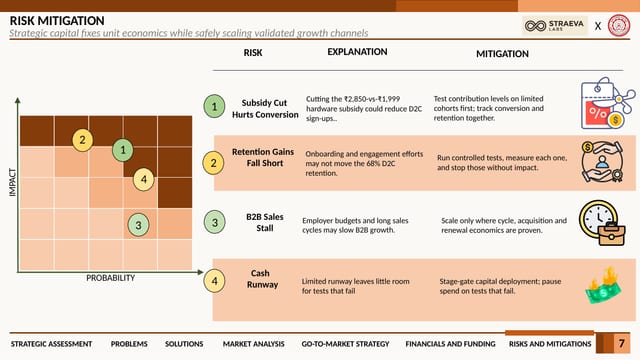 RISK MITIGATION
Strategic capital fixes unit economics while safely scaling validated growth channels
STRAEVA
LABS
X
RISK
EXPLANATION
MITIGATION
1
Subsidy Cut
Hurts Conversion
Cutting the ₹2,850-vs-₹1,999
hardware subsidy could reduce D2C
sign-ups..
Test contribution levels on limited
cohorts first; track conversion and
retention together.
2
Retention Gains
Fall Short
Onboarding and engagement efforts
may not move the 68% D2C
retention.
Run controlled tests, measure each one,
and stop those without impact.
3
B2B Sales
Stall
Employer budgets and long sales
cycles may slow B2B growth.
Scale only where cycle, acquisition and
renewal economics are proven.
4
Cash
Runway
Limited runway leaves little room
for tests that fail
Stage-gate capital deployment; pause
spend on tests that fail.
IMPACT
2
1
4
3
PROBABILITY
%
$
STRATEGIC ASSESSMENT
PROBLEMS
SOLUTIONS
MARKET ANALYSIS
GO-TO-MARKET STRATEGY
FINANCIALS AND FUNDING
RISKS AND MITIGATIONS
7